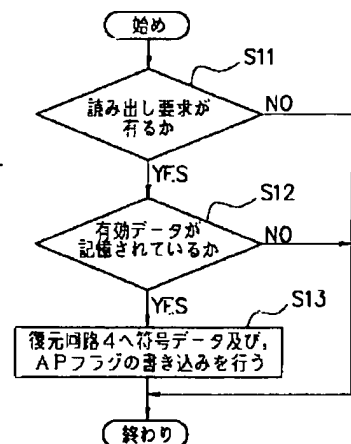 始め
S11
読み出し要求が
有るか
NO
YES
S12
有効データが
記憶されているか
NO
YES
S13
復元回路4へ符号データ及び,
APフラグの書き込みを行う
終わり